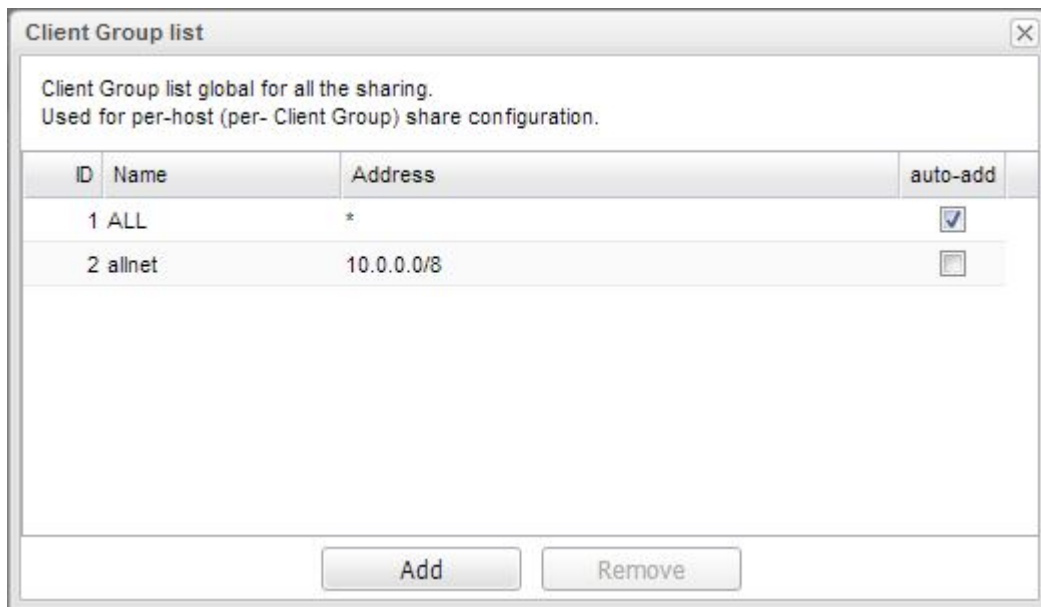 Client Group list
Client Group list global for all the sharing.
Used for per-host (per- Client Group) share configuration.
ID Name Address auto-add
1 ALL *
2 allnet 10.0.0.0/8
Add Remove